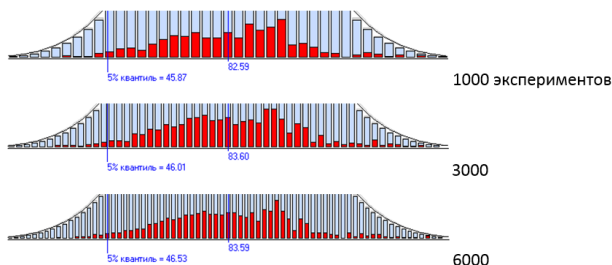 82.59
5% квантиль = 45.87
1000 экспериментов
83.60
5% квантиль = 46.01
3000
83.59
5% квантиль = 46.53
6000